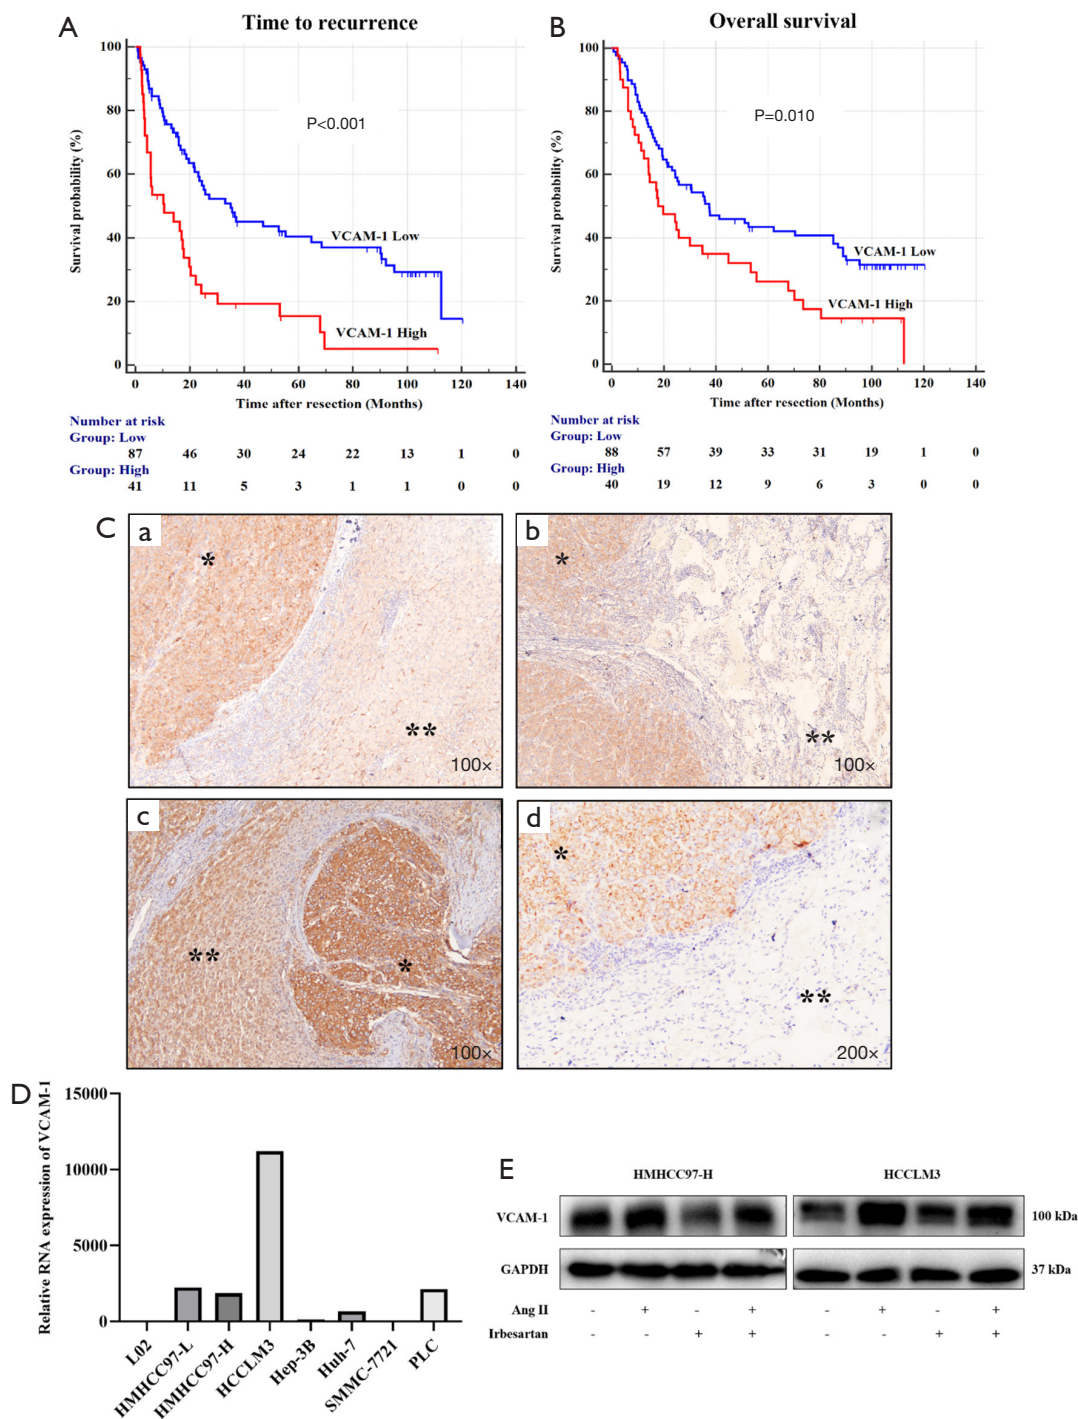 A
Time to recurrence
Survival probability (%)
100
80
60
40
20
0
P<0.001
VCAM-1 Low
VCAM-1 High
0 20 40 60 80 100 120 140
Time after resection (Months)
Number at risk
Group: Low
87 46 30 24 22 13 1 0
Group: High
41 11 5 3 1 1 0 0
B
Overall survival
Survival probability (%)
100
80
60
40
20
0
P=0.010
VCAM-1 Low
VCAM-1 High
0 20 40 60 80 100 120 140
Time after resection (Months)
Number at risk
Group: Low
88 57 39 33 31 19 1 0
Group: High
40 19 12 9 6 3 0 0
C
a
*
**
100×
b
*
**
100×
c
**
*
100×
d
*
**
200×
D
Relative RNA expression of VCAM-1
15000
10000
5000
0
L02
HMHCC97-L
HMHCC97-H
HCCLM3
Hep-3B
Huh-7
SMMC-7721
PLC
E
HMHCC97-H HCCLM3
VCAM-1 100 kDa
GAPDH 37 kDa
Ang II - + - + - + - +
Irbesartan - - + + - - + +